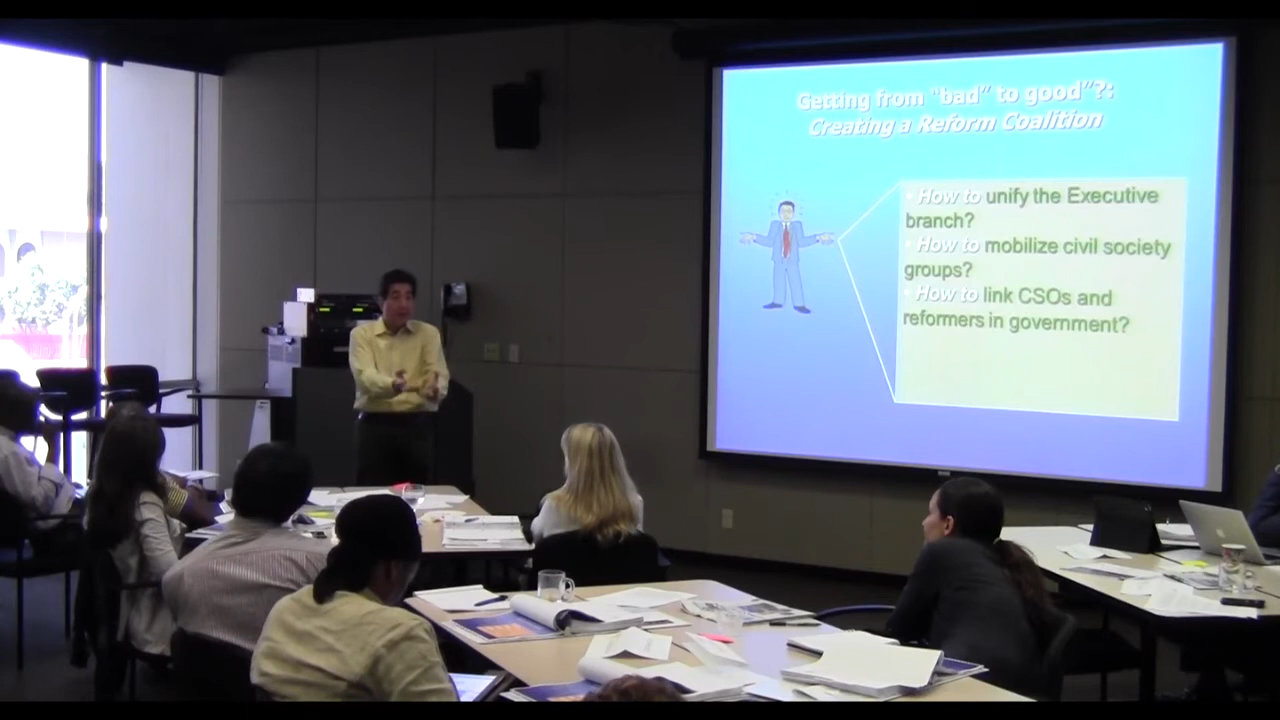 Getting from "bad" to good"?:
Creating a Reform Coalition
• How to unify the Executive
branch?
• How to mobilize civil society
groups?
• How to link CSOs and
reformers in government?